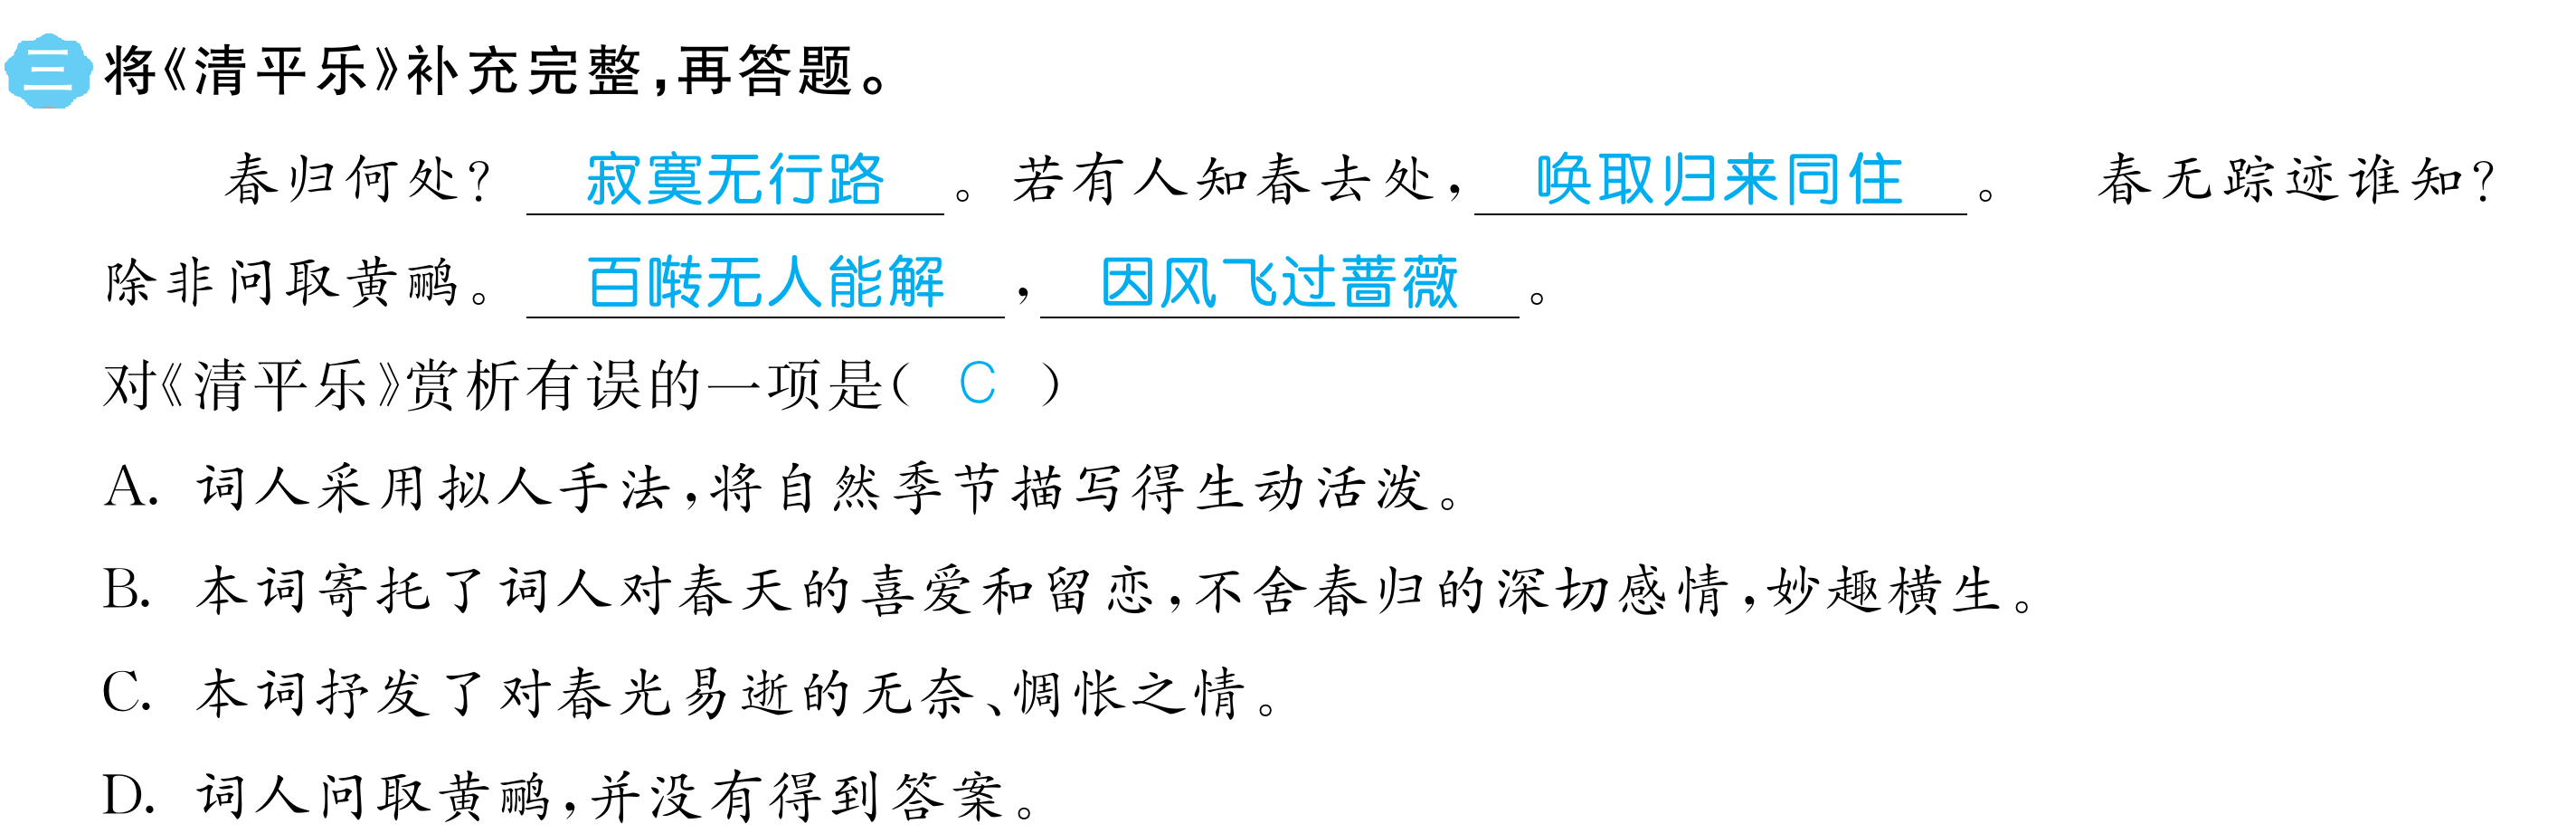 三 将《清平乐》补充完整,再答题。
春归何处? 寂寞无行路 。若有人知春去处, 唤取归来同住 。 春无踪迹谁知?
除非问取黄鹂。 百啭无人能解 , 因风飞过蔷薇 。
对《清平乐》赏析有误的一项是( C )
A. 词人采用拟人手法,将自然季节描写得生动活泼。
B. 本词寄托了词人对春天的喜爱和留恋,不舍春归的深切感情,妙趣横生。
C. 本词抒发了对春光易逝的无奈、惆怅之情。
D. 词人问取黄鹂,并没有得到答案。